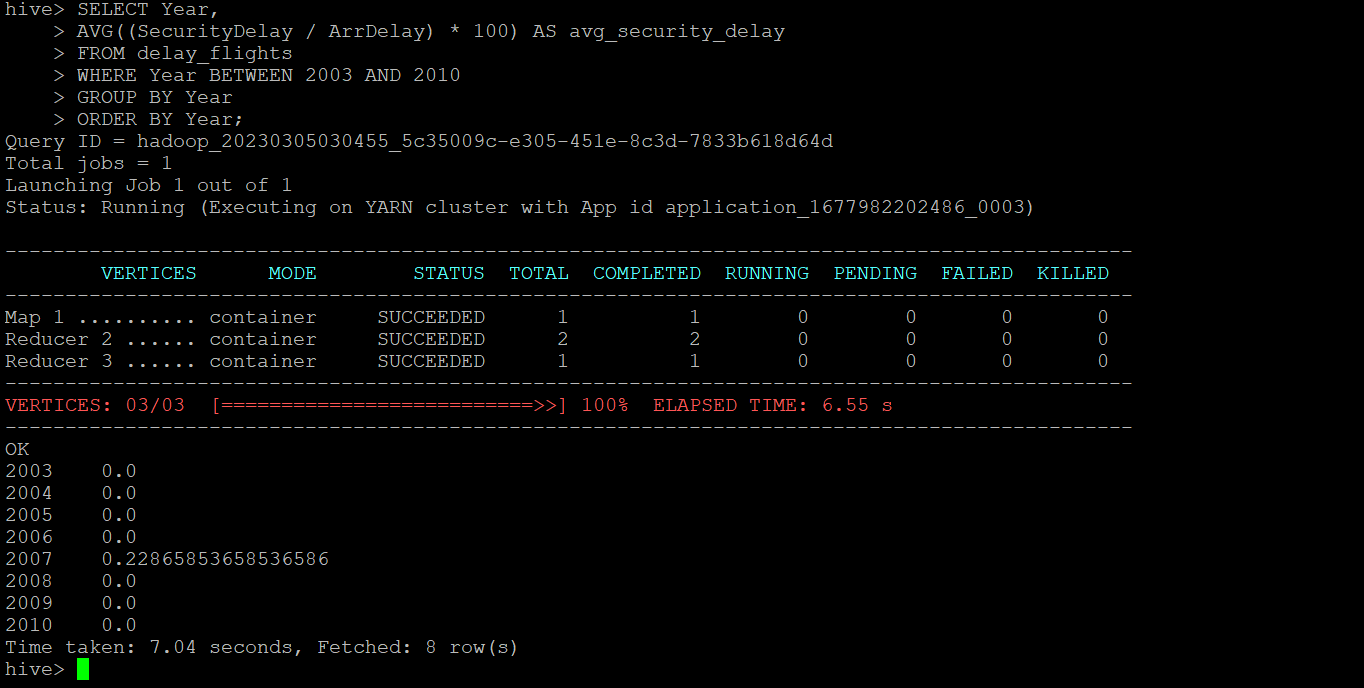 hive> SELECT Year,
    > AVG((SecurityDelay / ArrDelay) * 100) AS avg_security_delay
    > FROM delay_flights
    > WHERE Year BETWEEN 2003 AND 2010
    > GROUP BY Year
    > ORDER BY Year;
Query ID = hadoop_20230305030455_5c35009c-e305-451e-8c3d-7833b618d64d
Total jobs = 1
Launching Job 1 out of 1
Status: Running (Executing on YARN cluster with App id application_1677982202486_0003)
----------------------------------------------------------------------------------------------
        VERTICES      MODE        STATUS  TOTAL  COMPLETED  RUNNING  PENDING  FAILED  KILLED
----------------------------------------------------------------------------------------------
Map 1 .......... container     SUCCEEDED      1          1        0        0       0       0
Reducer 2 ...... container     SUCCEEDED      2          2        0        0       0       0
Reducer 3 ...... container     SUCCEEDED      1          1        0        0       0       0
----------------------------------------------------------------------------------------------
VERTICES: 03/03  [==========================>>] 100%  ELAPSED TIME: 6.55 s
----------------------------------------------------------------------------------------------
OK
2003    0.0
2004    0.0
2005    0.0
2006    0.0
2007    0.22865853658536586
2008    0.0
2009    0.0
2010    0.0
Time taken: 7.04 seconds, Fetched: 8 row(s)
hive>